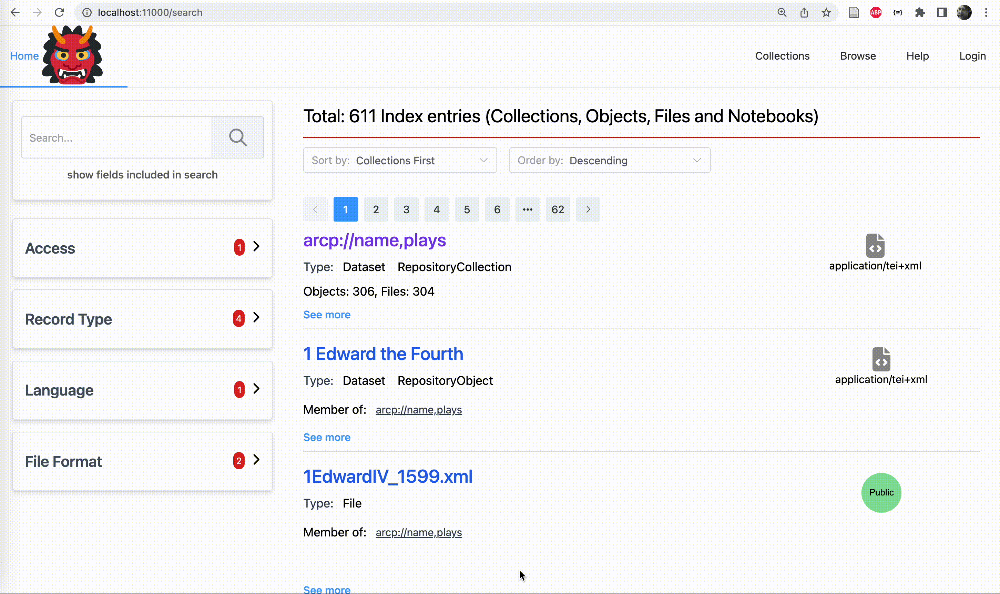 localhost:11000/search
ABP
Home
Collections
Browse
Help
Login
Search...
show fields included in search
Access
1
Record Type
4
Language
1
File Format
2
Total: 611 Index entries (Collections, Objects, Files and Notebooks)
Sort by: Collections First
Order by: Descending
1 2 3 4 5 6 ••• 62
arcp://name,plays
Type: Dataset RepositoryCollection
application/tei+xml
Objects: 306, Files: 304
See more
1 Edward the Fourth
Type: Dataset RepositoryObject
application/tei+xml
Member of: arcp://name,plays
See more
1EdwardIV_1599.xml
Type: File
Public
Member of: arcp://name,plays
See more